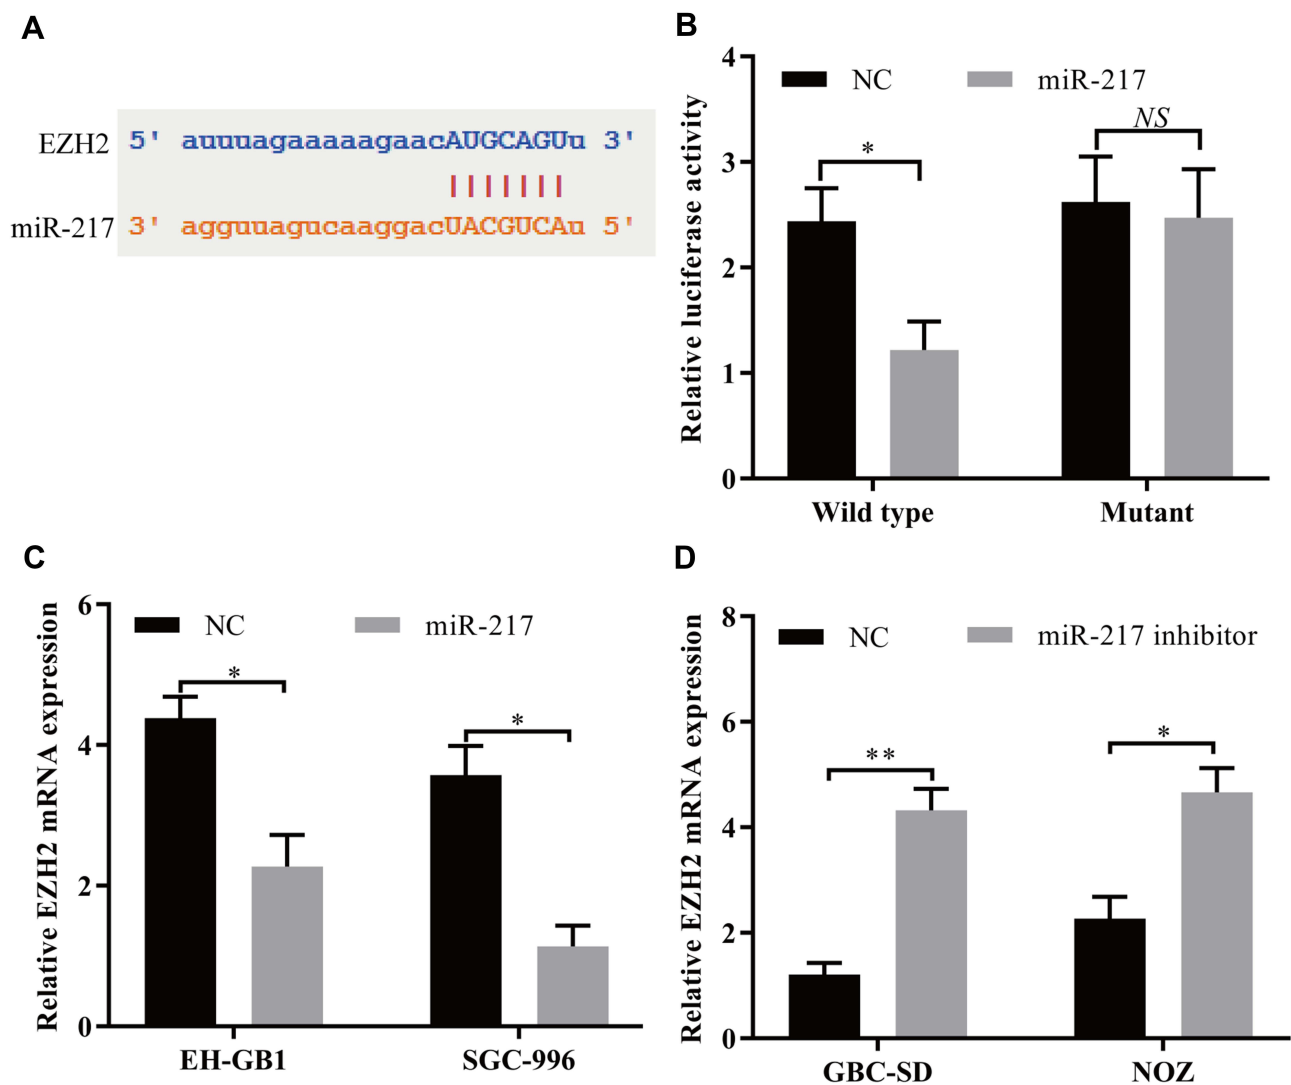 A
EZH2 5' auuuagaaaaagaacAUGCAGUu 3'
miR-217 3' agguuagucaaggacUACGUCAu 5'
B
Relative luciferase activity
4
3
2
1
0
NC miR-217
*
NS
Wild type Mutant
C
Relative EZH2 mRNA expression
6
4
2
0
NC miR-217
*
*
EH-GB1 SGC-996
D
Relative EZH2 mRNA expression
8
6
4
2
0
NC miR-217 inhibitor
**
*
GBC-SD NOZ